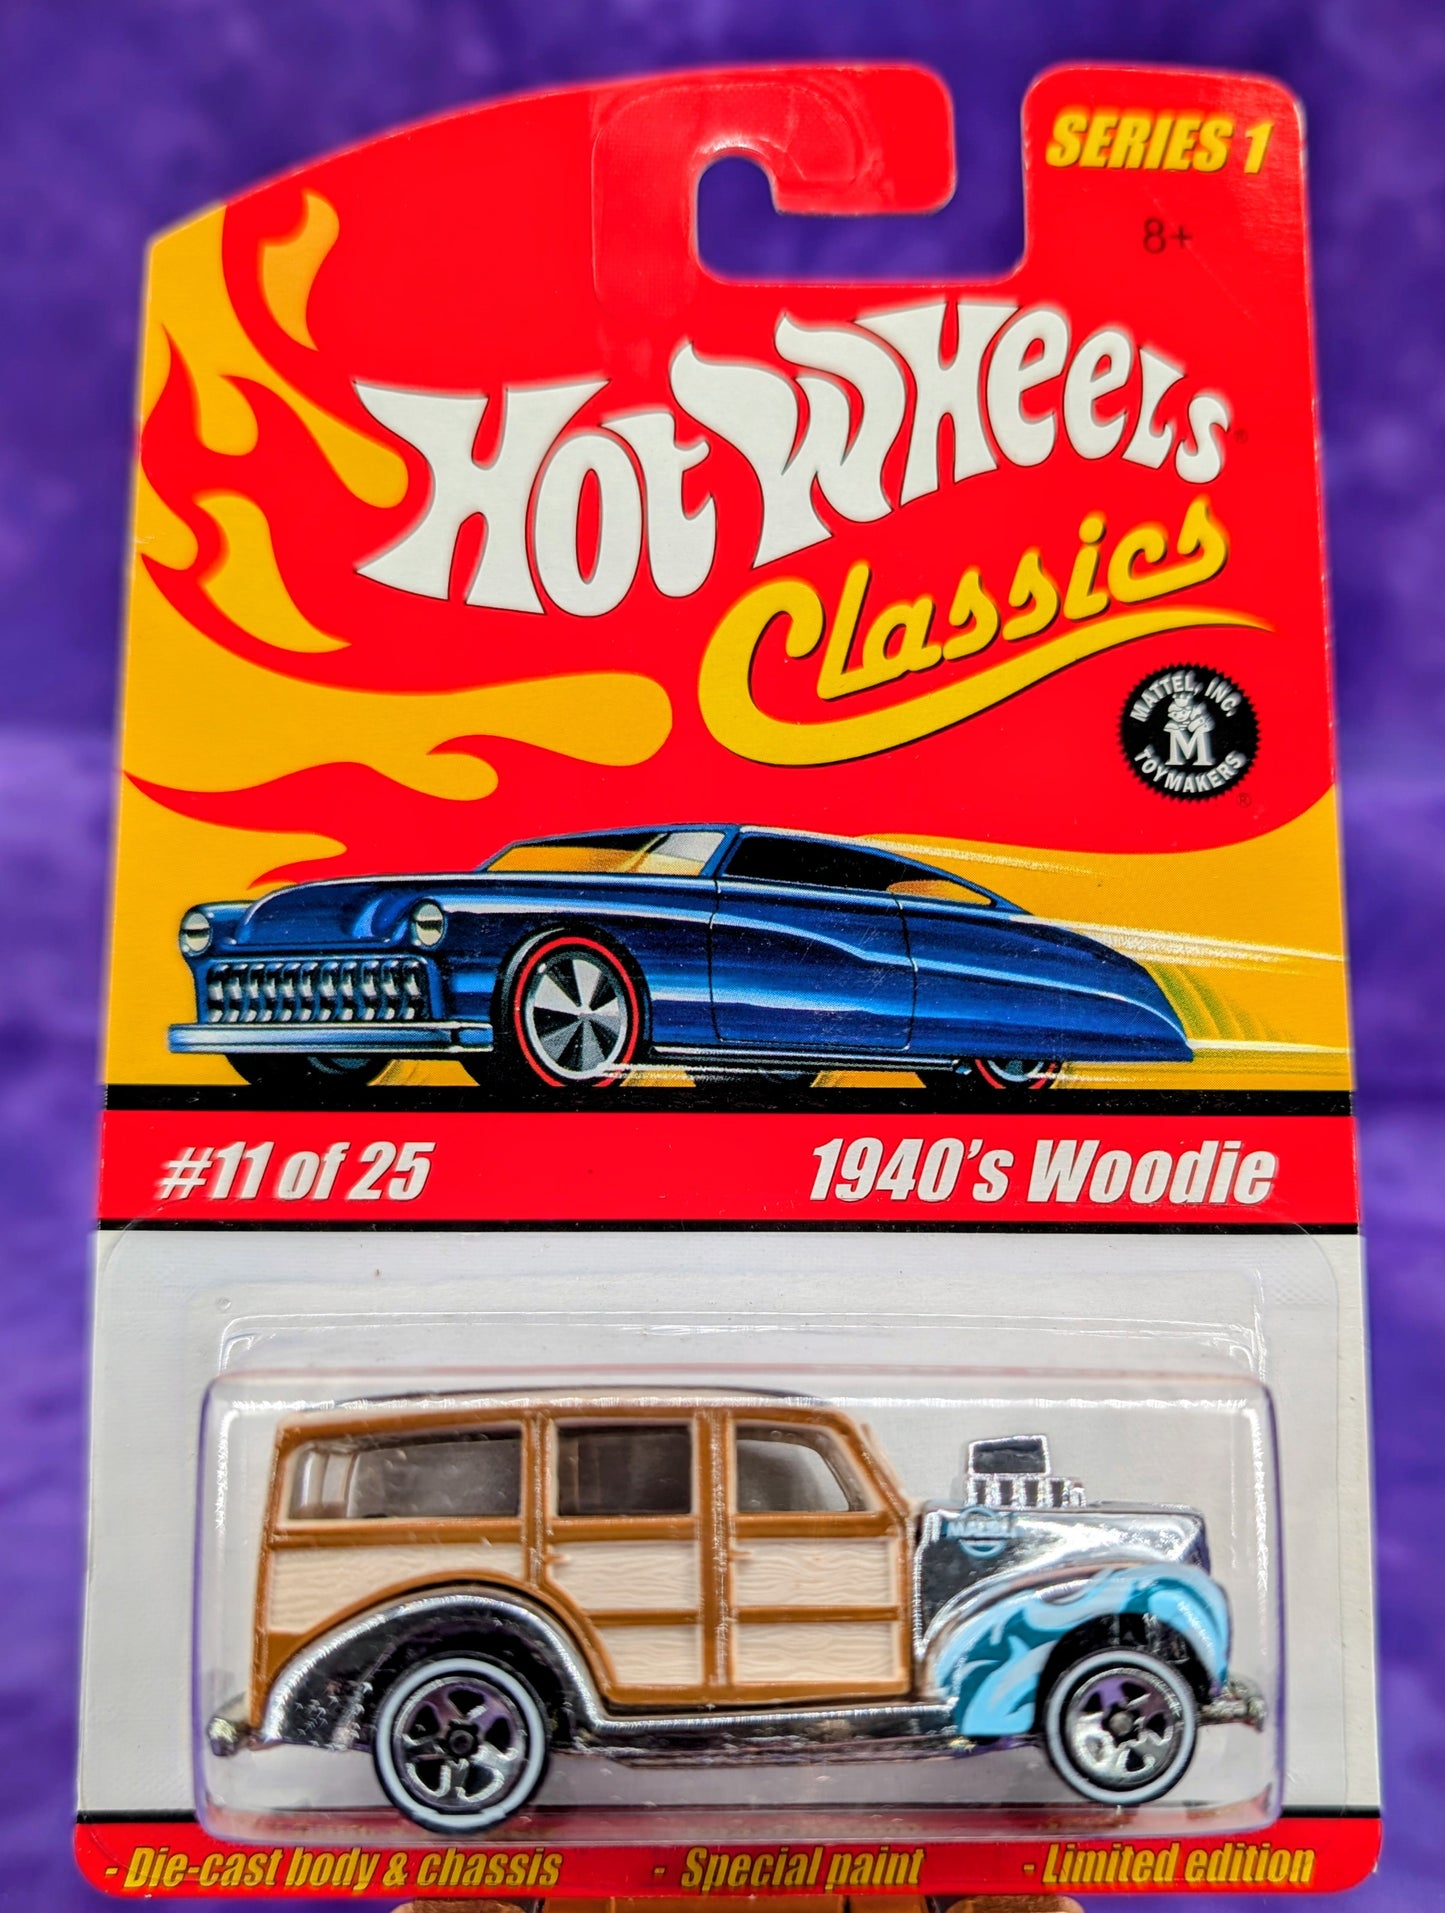 SERIES 1
8+
Hot Wheels®
Classics
MATTEL, INC.
M
TOYMAKERS
®
#11 of 25
1940's Woodie
- Die-cast body & chassis - Special paint - Limited edition